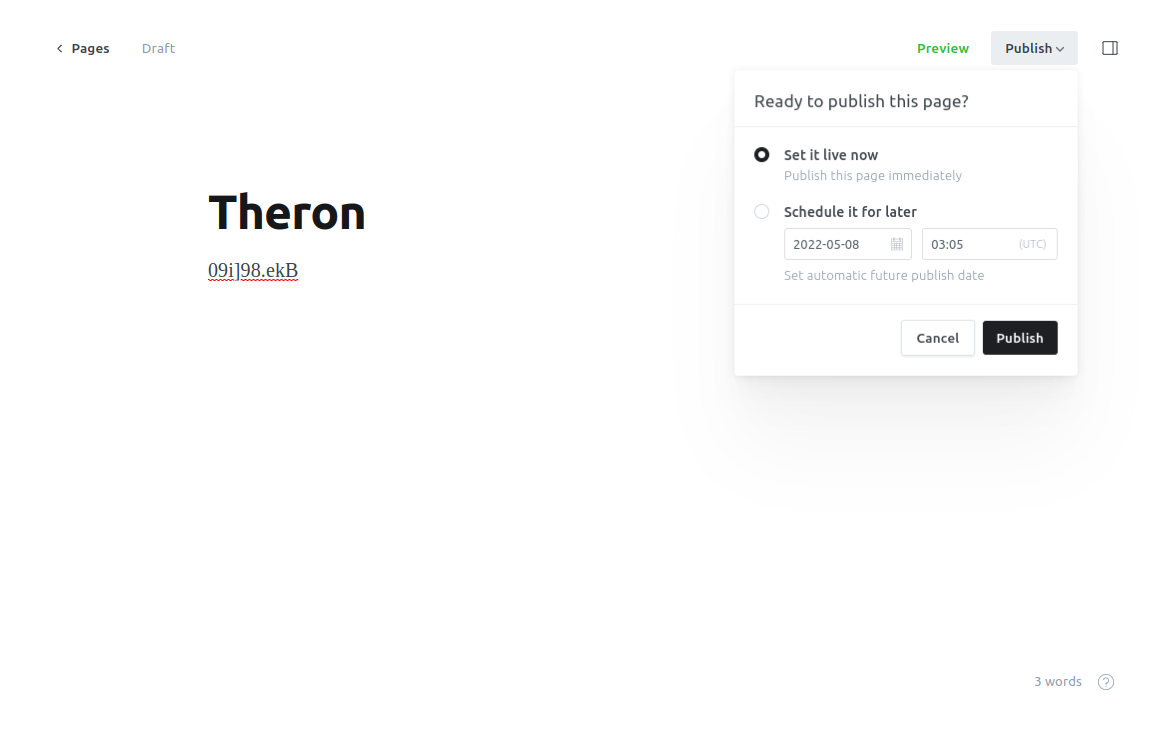 Pages Draft Preview Publish
Ready to publish this page?
Set it live now
Publish this page immediately
Schedule it for later
2022-05-08 03:05 (UTC)
Set automatic future publish date
Cancel Publish
Theron
09i]98.ekB
3 words ?